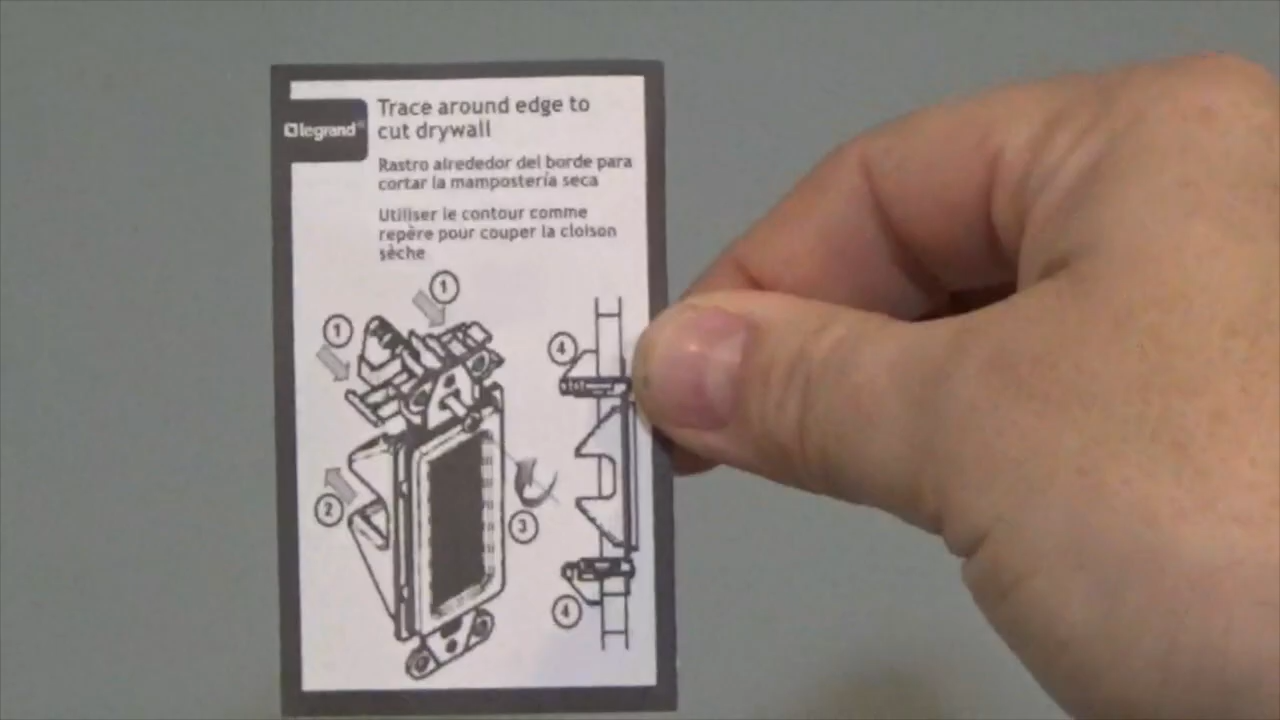 legrand®
Trace around edge to
cut drywall
Rastro alrededor del borde para
cortar la mampostería seca
Utiliser le contour comme
repère pour couper la cloison
sèche
1
1
4
2
3
4